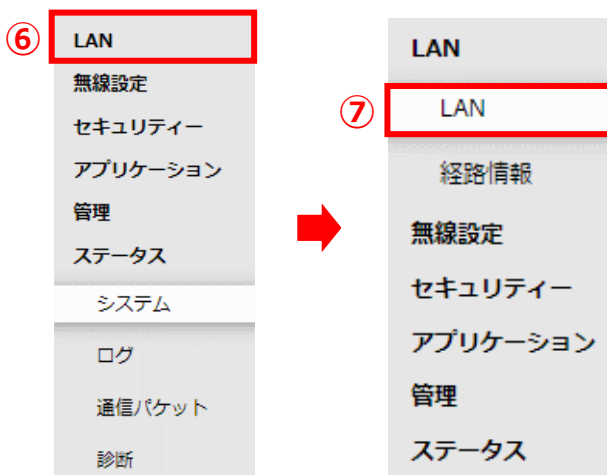 ⑥
LAN
無線設定
セキュリティー
アプリケーション
管理
ステータス
システム
ログ
通信パケット
診断
LAN
⑦
LAN
経路情報
無線設定
セキュリティー
アプリケーション
管理
ステータス